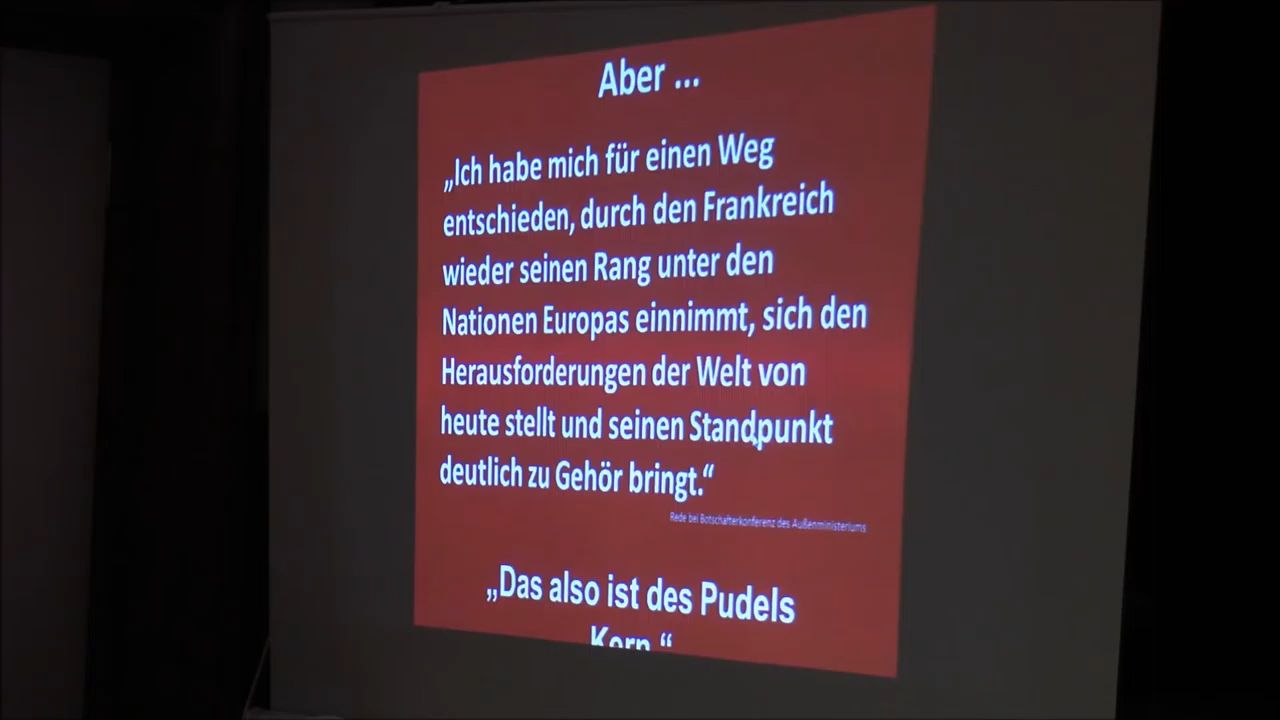 Aber ...
„Ich habe mich für einen Weg
entschieden, durch den Frankreich
wieder seinen Rang unter den
Nationen Europas einnimmt, sich den
Herausforderungen der Welt von
heute stellt und seinen Standpunkt
deutlich zu Gehör bringt.“
Rede bei Botschafterkonferenz des Außenministeriums
„Das also ist des Pudels
Kern.“